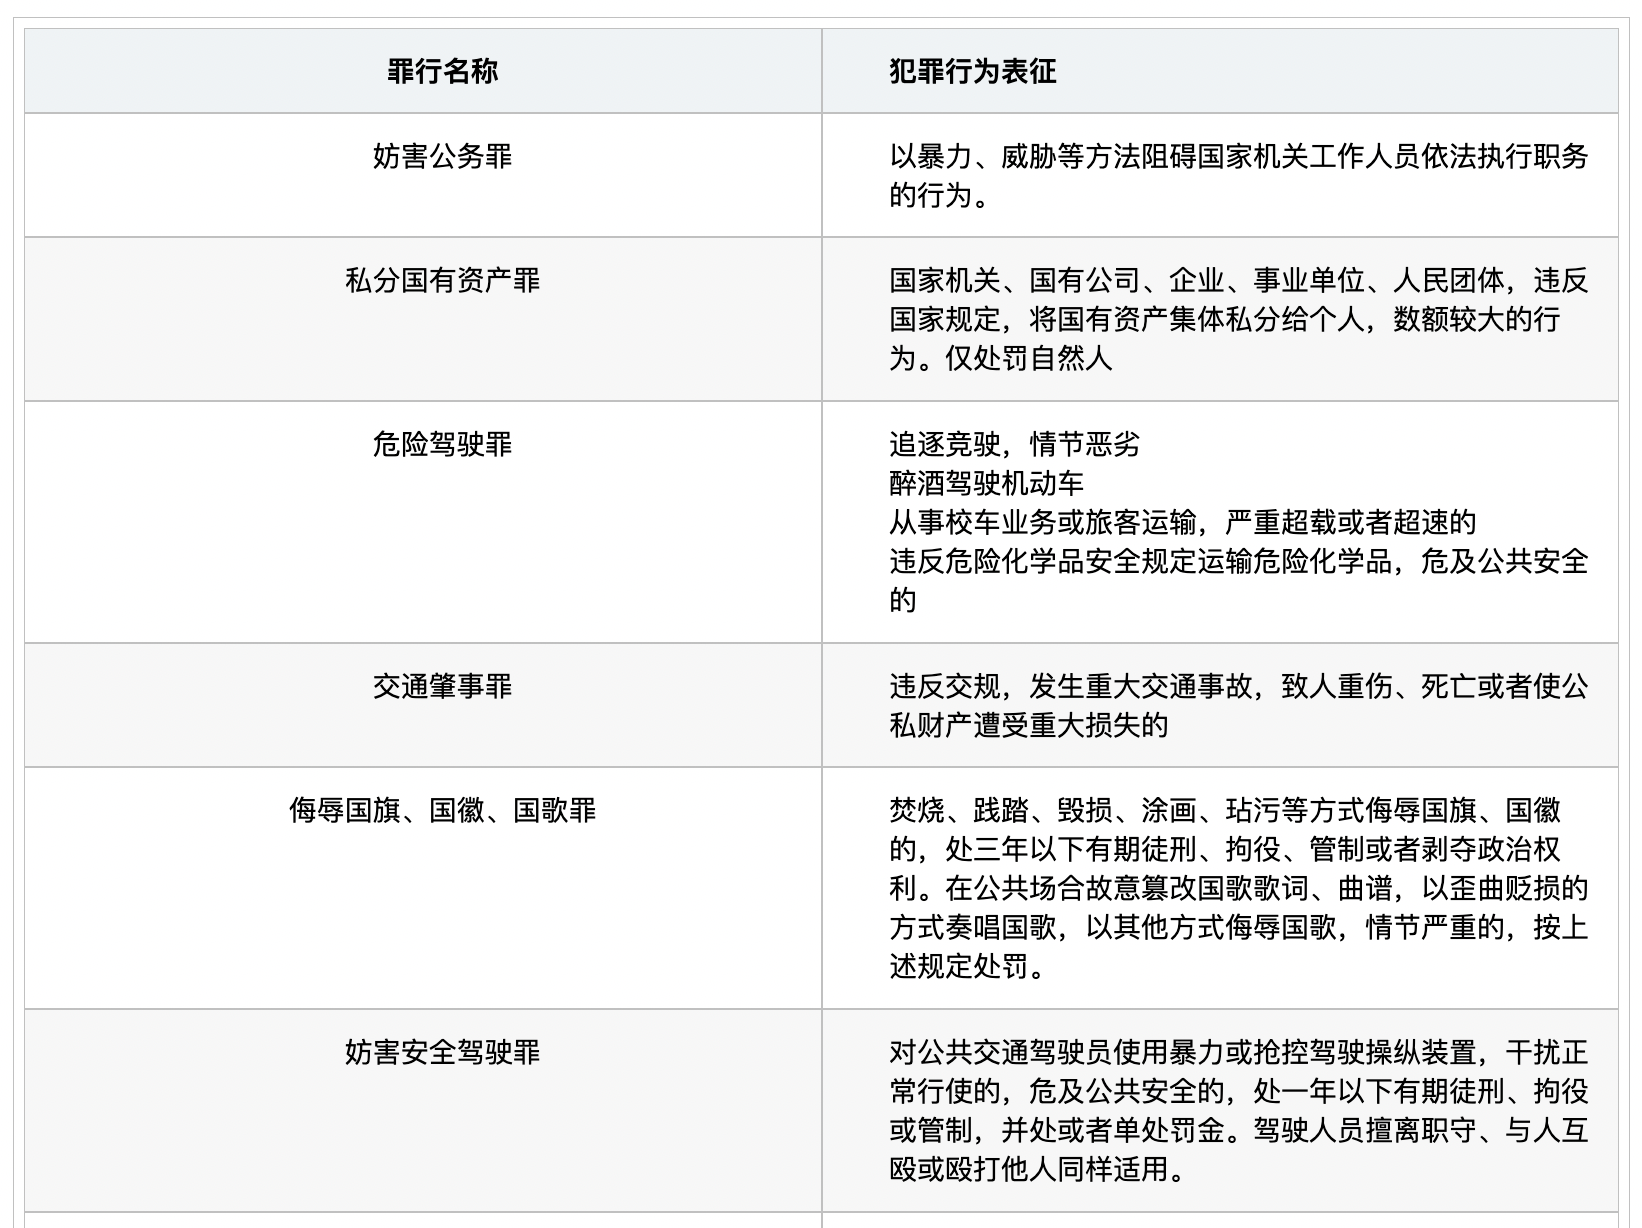 罪行名称
犯罪行为表征
妨害公务罪
以暴力、威胁等方法阻碍国家机关工作人员依法执行职务
的行为。
私分国有资产罪
国家机关、国有公司、企业、事业单位、人民团体，违反
国家规定，将国有资产集体私分给个人，数额较大的行
为。仅处罚自然人
危险驾驶罪
追逐竞驶，情节恶劣
醉酒驾驶机动车
从事校车业务或旅客运输，严重超载或者超速的
违反危险化学品安全规定运输危险化学品，危及公共安全
的
交通肇事罪
违反交规，发生重大交通事故，致人重伤、死亡或者使公
私财产遭受重大损失的
侮辱国旗、国徽、国歌罪
焚烧、践踏、毁损、涂画、玷污等方式侮辱国旗、国徽
的，处三年以下有期徒刑、拘役、管制或者剥夺政治权
利。在公共场合故意篡改国歌歌词、曲谱，以歪曲贬损的
方式奏唱国歌，以其他方式侮辱国歌，情节严重的，按上
述规定处罚。
妨害安全驾驶罪
对公共交通驾驶员使用暴力或抢控驾驶操纵装置，干扰正
常行使的，危及公共安全的，处一年以下有期徒刑、拘役
或管制，并处或者单处罚金。驾驶人员擅离职守、与人互
殴或殴打他人同样适用。